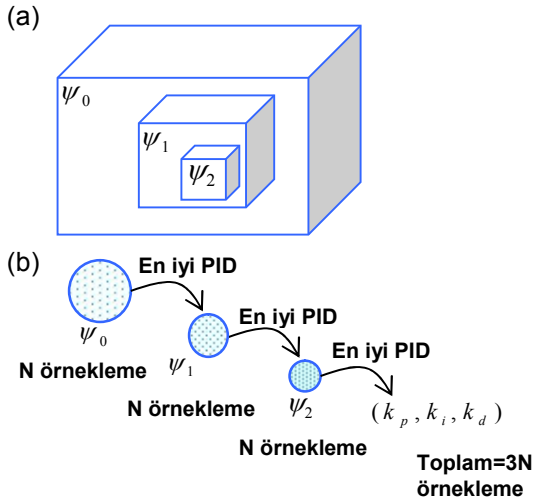 (a)
ψ0
ψ1
ψ2
(b)
En iyi PID
ψ0
En iyi PID
N örnekleme
ψ1
En iyi PID
N örnekleme
ψ2
(kp, ki, kd)
N örnekleme
Toplam=3N
örnekleme